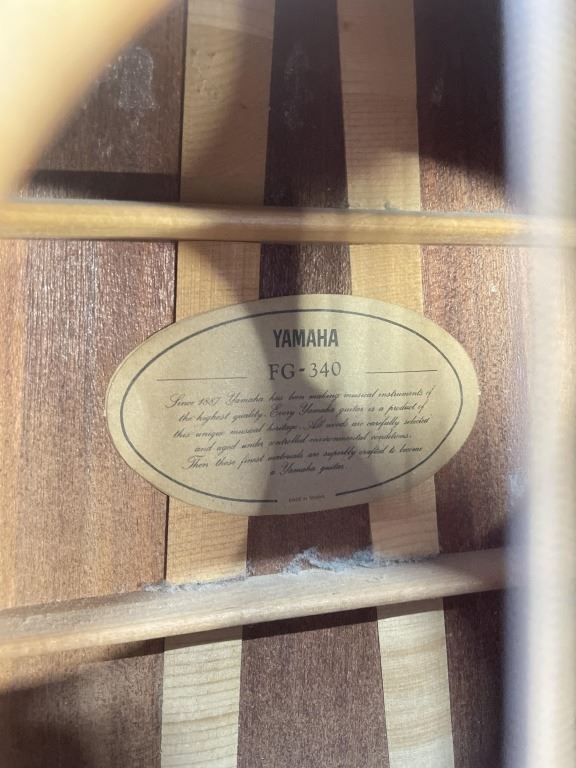 YAMAHA
FG-340
Since 1887 Yamaha has been making musical instruments of
the highest quality. Every Yamaha guitar is a product of
this unique musical heritage. All woods are carefully selected
and aged under controlled environmental conditions.
Then these finest materials are superbly crafted to become
a Yamaha guitar.
MADE IN TAIWAN